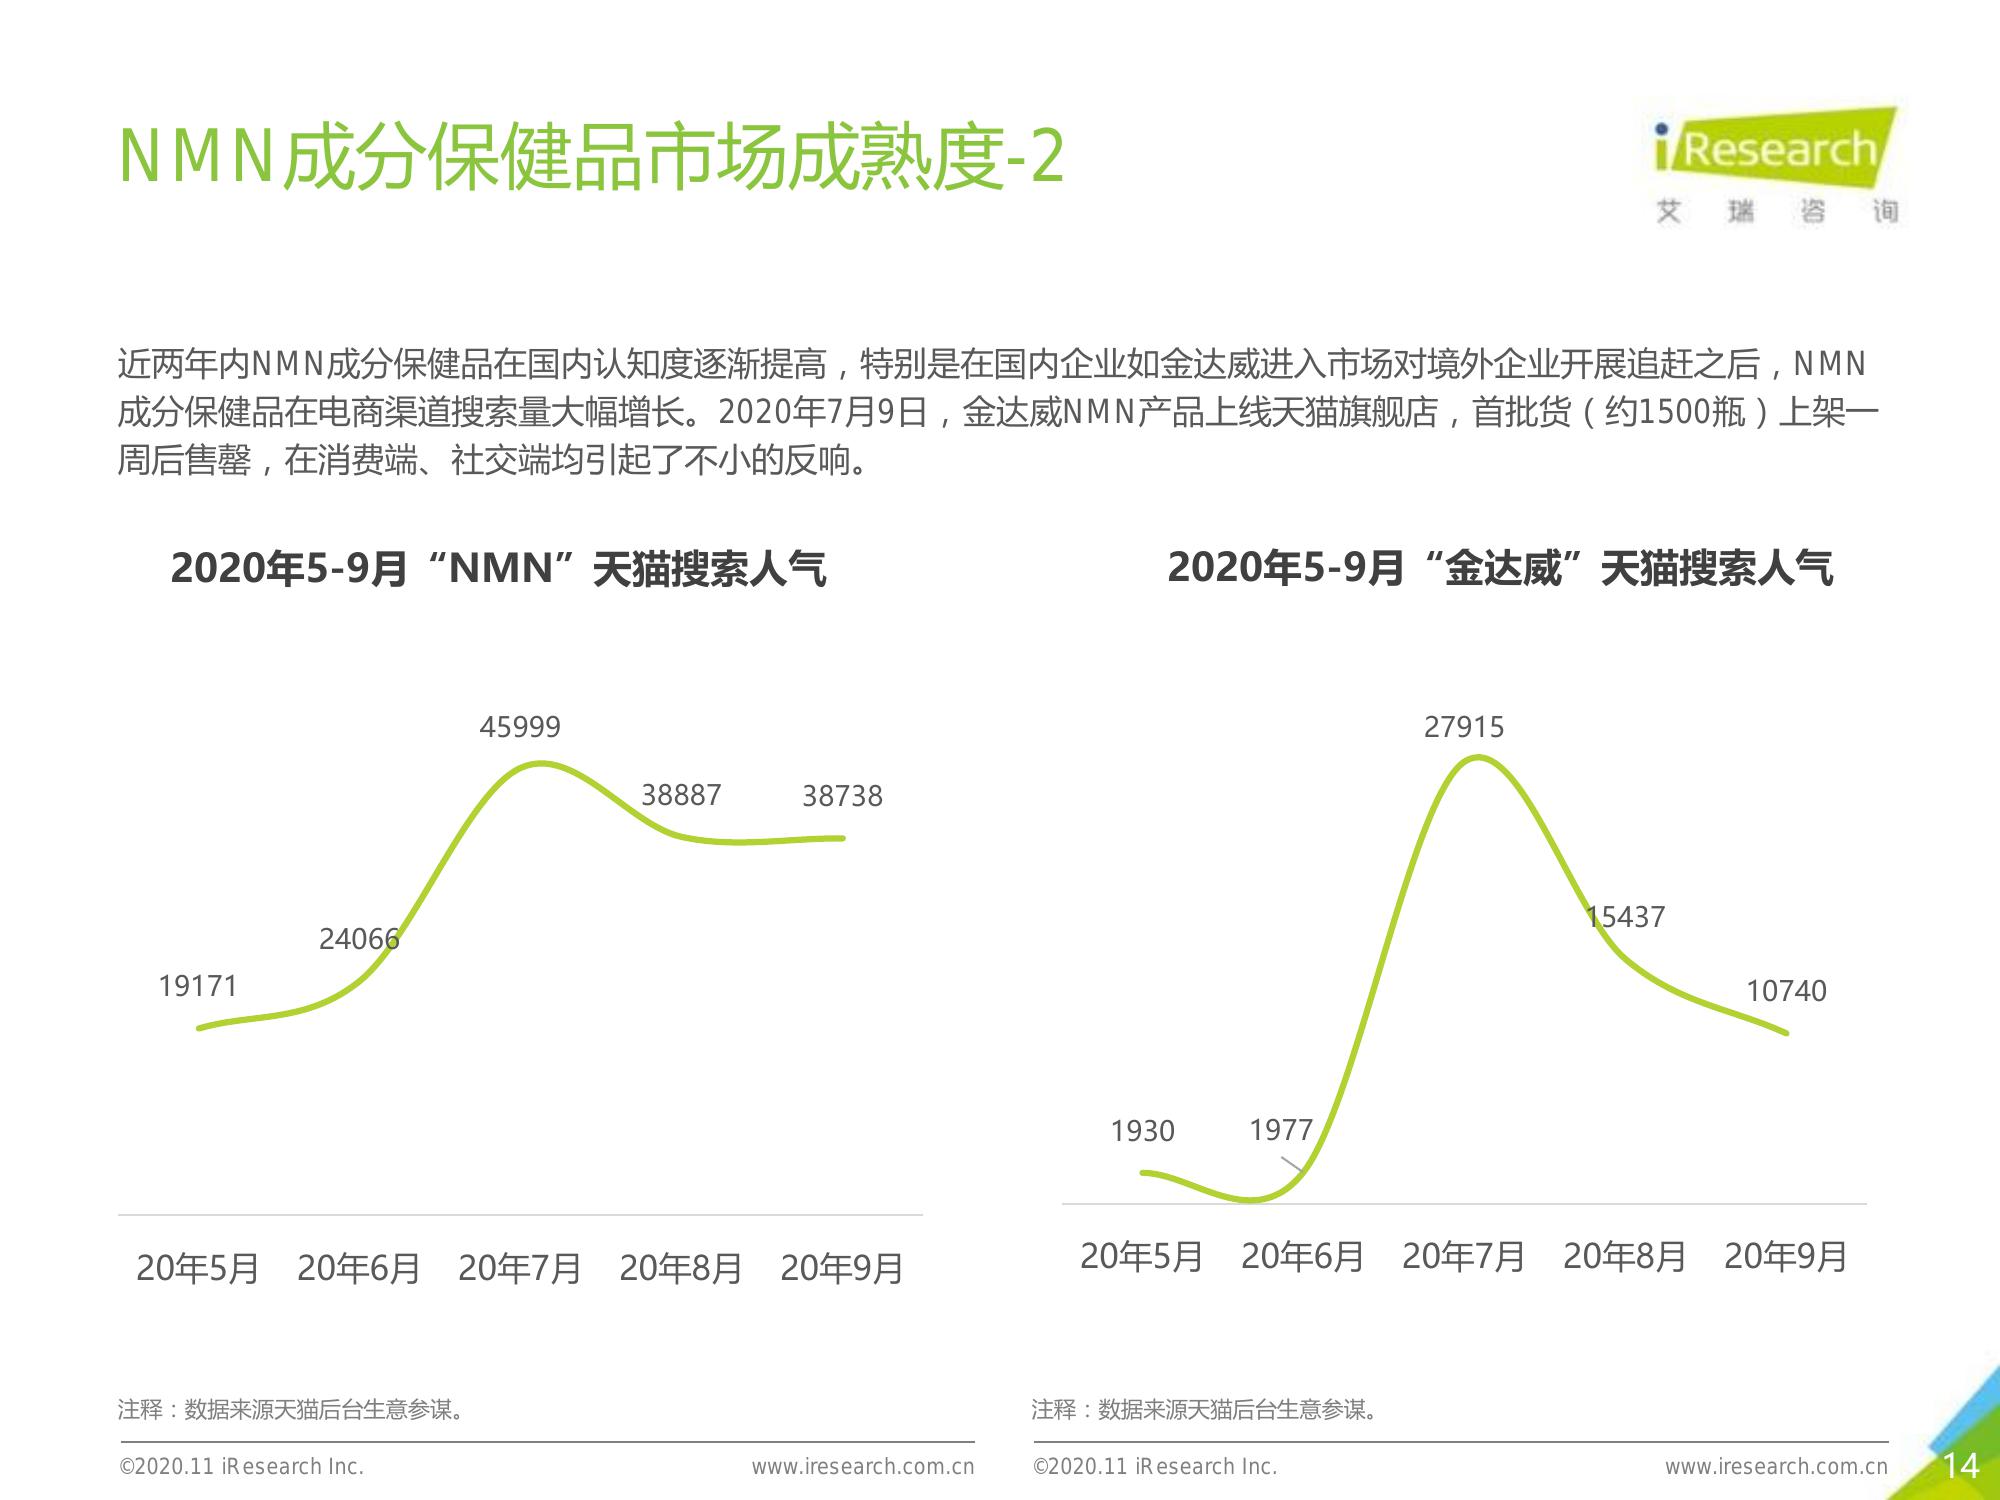 NMN成分保健品市场成熟度-2
iResearch
艾瑞咨询
近两年内NMN成分保健品在国内认知度逐渐提高，特别是在国内企业如金达威进入市场对境外企业开展追赶之后，NMN
成分保健品在电商渠道搜索量大幅增长。2020年7月9日，金达威NMN产品上线天猫旗舰店，首批货（约1500瓶）上架一
周后售罄，在消费端、社交端均引起了不小的反响。
2020年5-9月“NMN”天猫搜索人气
19171
24066
45999
38887
38738
20年5月 20年6月 20年7月 20年8月 20年9月
2020年5-9月“金达威”天猫搜索人气
1930
1977
27915
15437
10740
20年5月 20年6月 20年7月 20年8月 20年9月
注释：数据来源天猫后台生意参谋。
注释：数据来源天猫后台生意参谋。
©2020.11 iResearch Inc. www.iresearch.com.cn
©2020.11 iResearch Inc. www.iresearch.com.cn
14